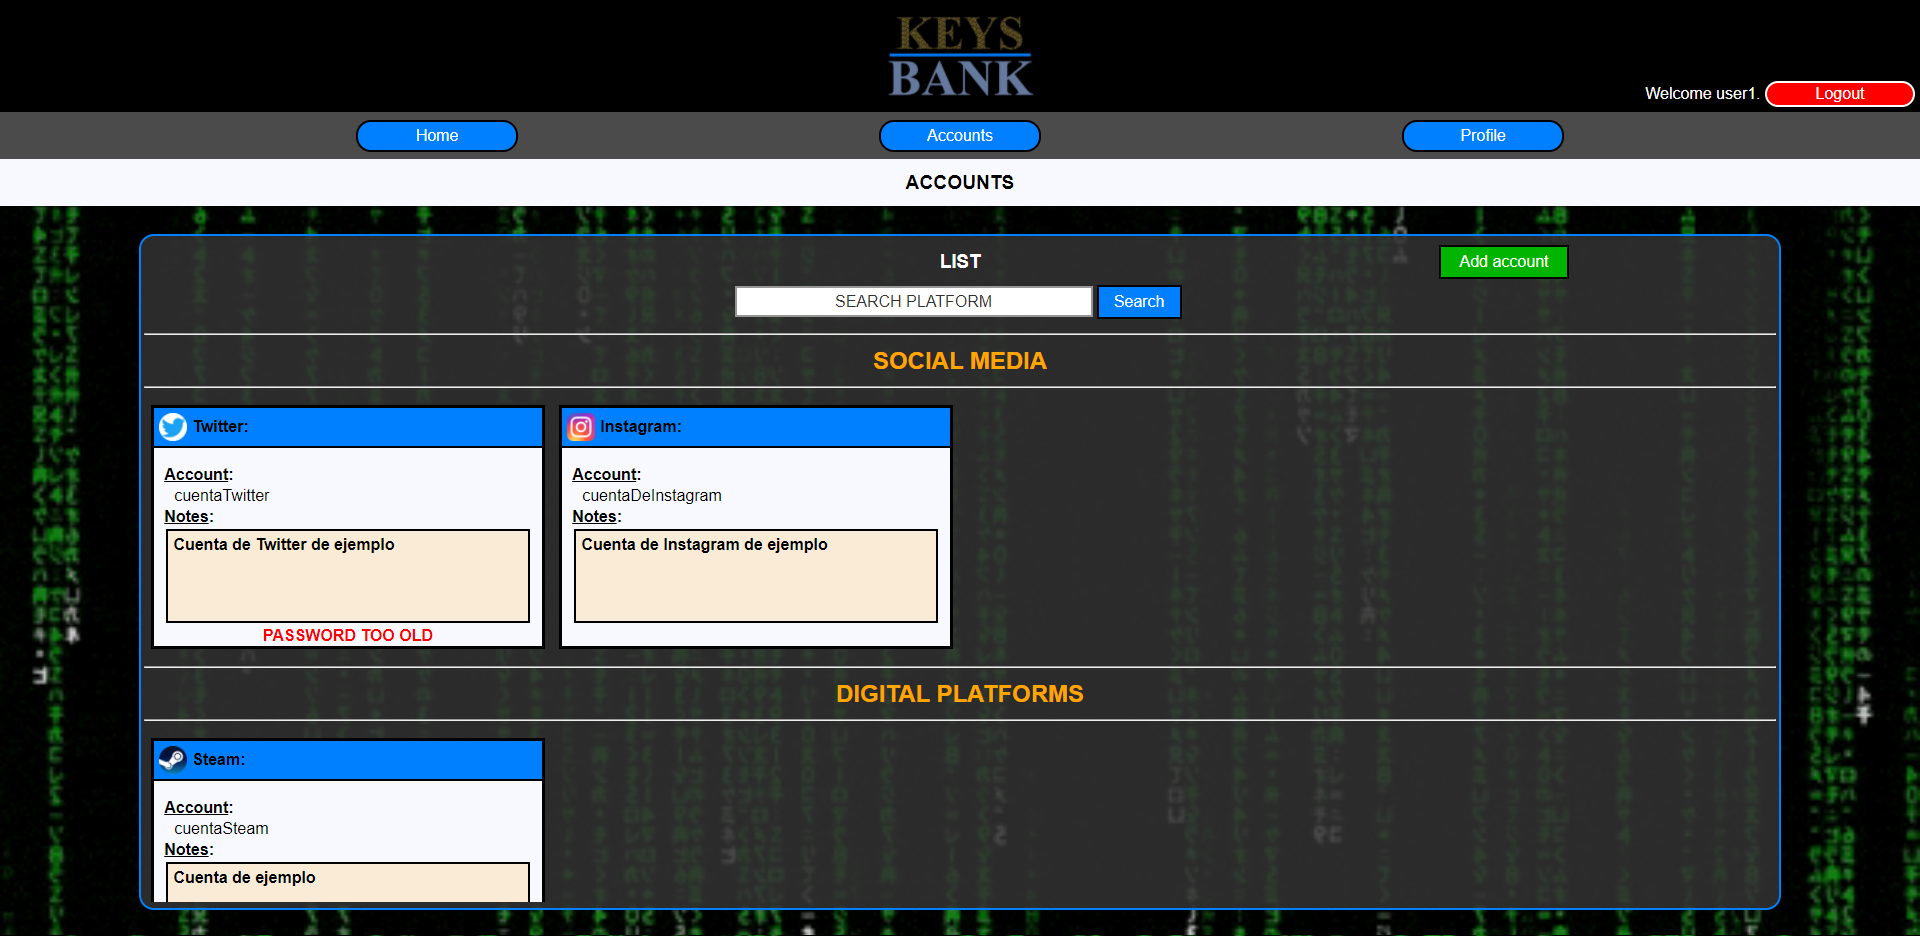 KEYS
BANK
Welcome user1.
Logout
Home
Accounts
Profile
ACCOUNTS
LIST
Add account
SEARCH PLATFORM
Search
SOCIAL MEDIA
Twitter:
Account:
cuentaTwitter
Notes:
Cuenta de Twitter de ejemplo
PASSWORD TOO OLD
Instagram:
Account:
cuentaDeInstagram
Notes:
Cuenta de Instagram de ejemplo
DIGITAL PLATFORMS
Steam:
Account:
cuentaSteam
Notes:
Cuenta de ejemplo